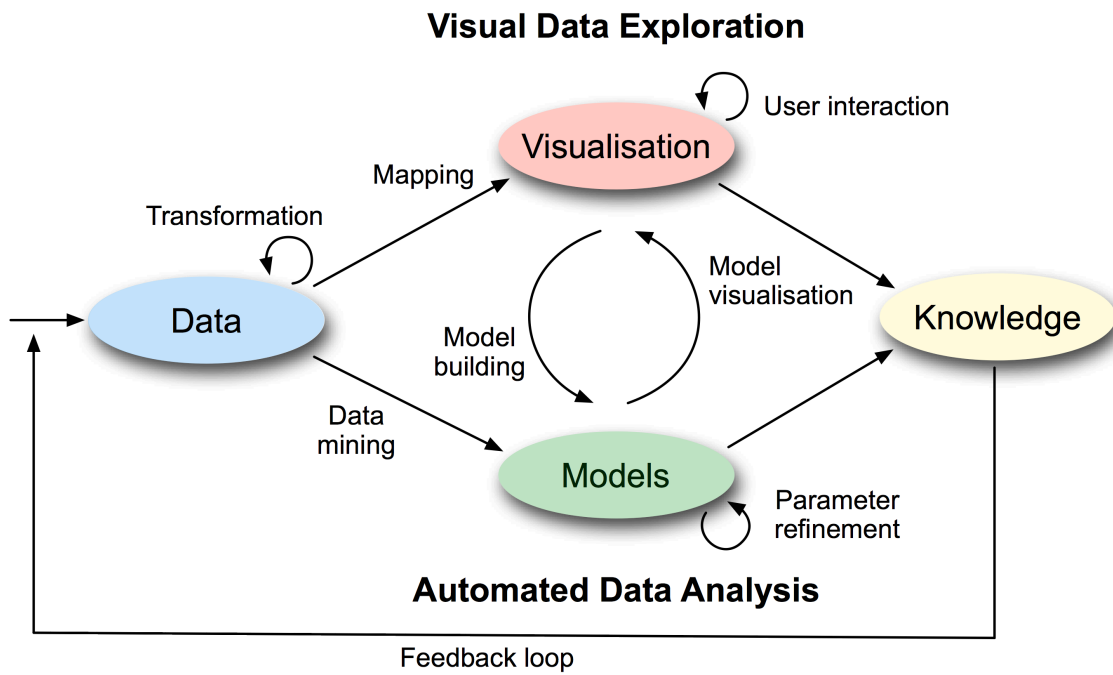 Visual Data Exploration
User interaction
Visualisation
Mapping
Transformation
Model
visualisation
Data
Knowledge
Model
building
Data
mining
Models
Parameter
refinement
Automated Data Analysis
Feedback loop